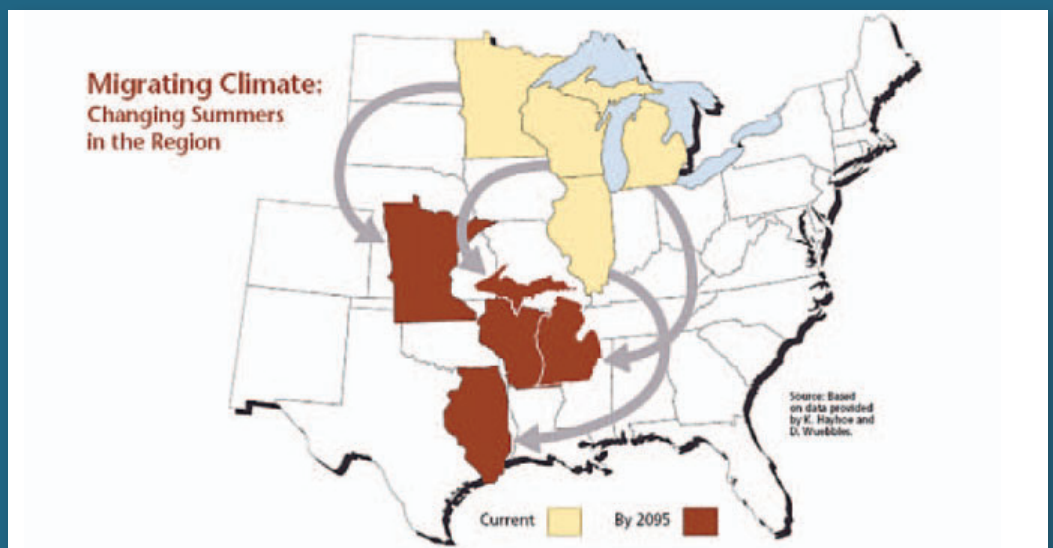 Migrating Climate:
Changing Summers
in the Region
Source: Based
on data provided
by K. Hayhoe and
D. Wuebbles.
Current
By 2095